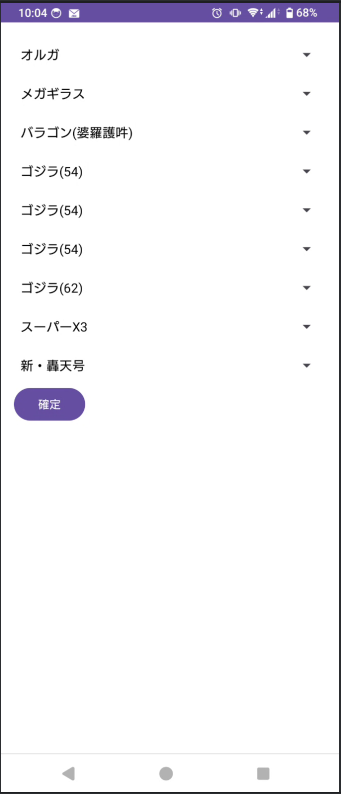 10:04 68%
オルガ
メガギラス
バラゴン(婆羅護吽)
ゴジラ(54)
ゴジラ(54)
ゴジラ(54)
ゴジラ(62)
スーパーX3
新・轟天号
確定